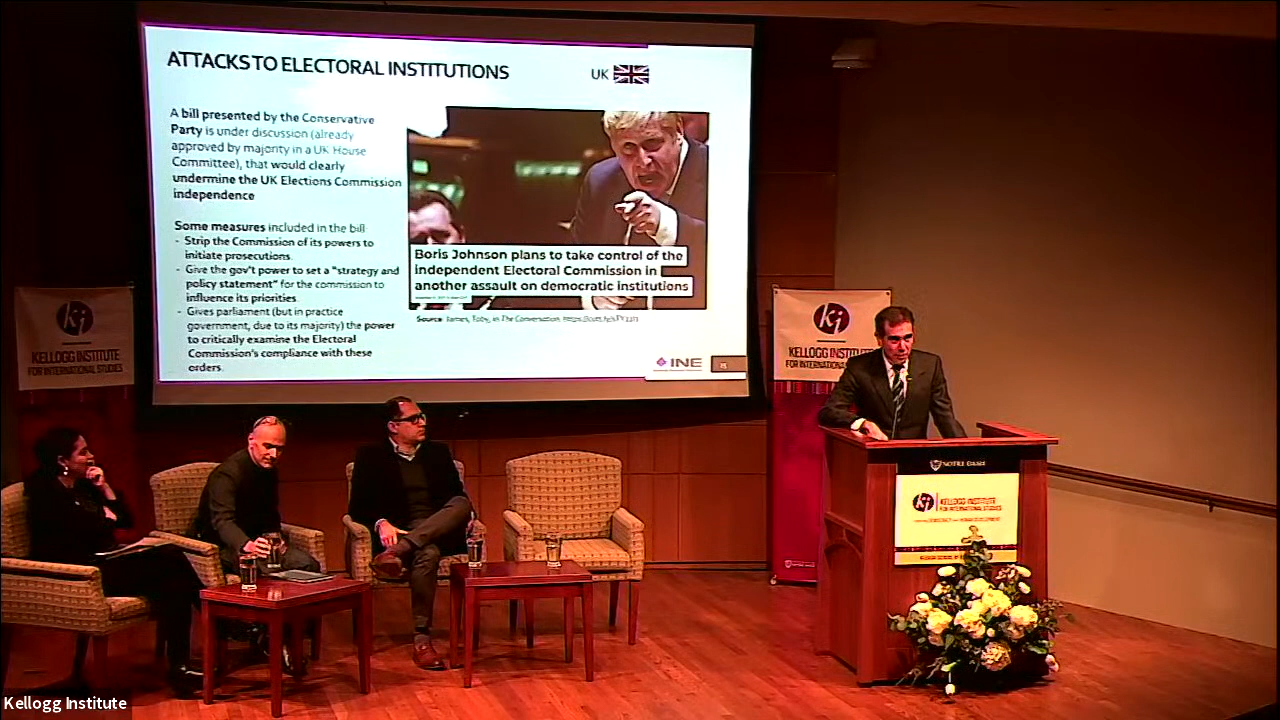 ATTACKS TO ELECTORAL INSTITUTIONS
UK
A bill presented by the Conservative
Party is under discussion (already
approved by majority in a UK House
Committee), that would clearly
undermine the UK Elections Commission
independence
Some measures included in the bill
- Strip the Commission of its powers to
initiate prosecutions.
- Give the gov't power to set a "strategy and
policy statement" for the commission to
influence its priorities.
- Gives parliament (but in practice
government, due to its majority) the power
to critically examine the Electoral
Commission's compliance with these
orders.
Boris Johnson plans to take control of the
independent Electoral Commission in
another assault on democratic institutions
Source: James, Toby, in The Conversation.
INE
15
ki
KELLOGG INSTITUTE
FOR INTERNATIONAL STUDIES
ki
KELLOGG INSTITUTE
FOR INTERNATIONAL STUDIES
NOTRE DAME
ki
KELLOGG INSTITUTE
FOR INTERNATIONAL STUDIES
Kellogg Institute